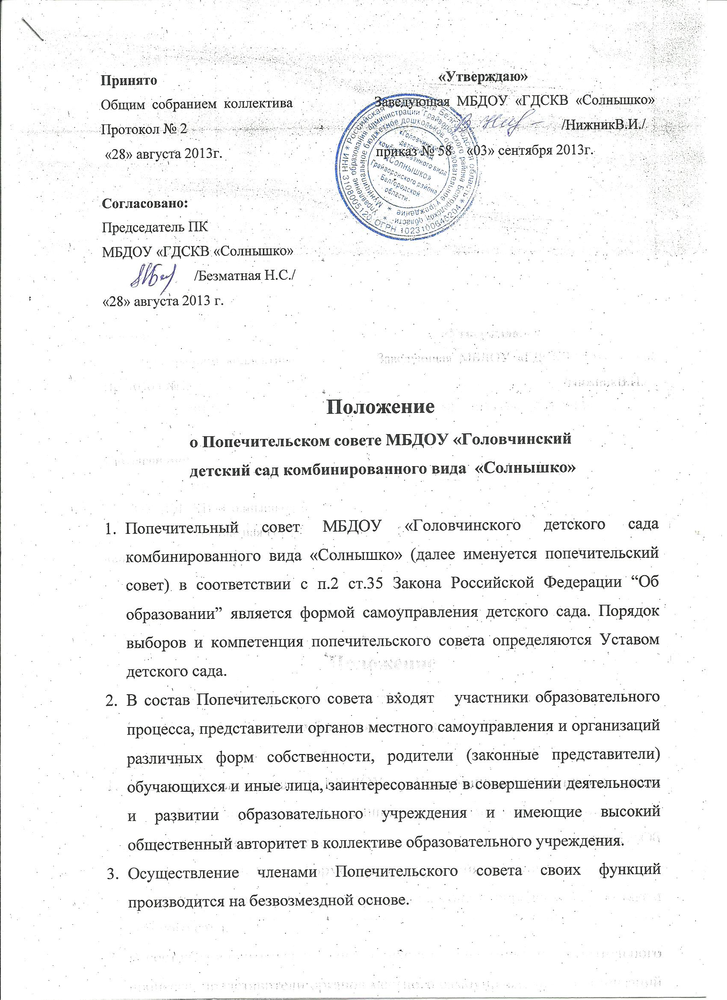 Принято
Общим собранием коллектива
Протокол № 2
«28» августа 2013г.
«Утверждаю»
Заведующая МБДОУ «ГДСКВ «Солнышко»
/НижникВ.И./
приказ № 58 «03» сентября 2013г.
* Российская Федерация Белгородская область * ОГРН 1023100644204 ИНН 3108005120
Управление образования администрации Грайворонского района Белгородской области *
Муниципальное бюджетное дошкольное образовательное учреждение *
«Головчинский
детский сад
комбинированного вида
«Солнышко»
Грайворонского района
Белгородской
области
Согласовано:
Председатель ПК
МБДОУ «ГДСКВ «Солнышко»
/Безматная Н.С./
«28» августа 2013 г.
Положение
о Попечительском совете МБДОУ «Головчинский
детский сад комбинированного вида «Солнышко»
1. Попечительный совет МБДОУ «Головчинского детского сада
комбинированного вида «Солнышко» (далее именуется попечительский
совет) в соответствии с п.2 ст.35 Закона Российской Федерации “Об
образовании” является формой самоуправления детского сада. Порядок
выборов и компетенция попечительского совета определяются Уставом
детского сада.
2. В состав Попечительского совета входят участники образовательного
процесса, представители органов местного самоуправления и организаций
различных форм собственности, родители (законные представители)
обучающихся и иные лица, заинтересованные в совершении деятельности
и развитии образовательного учреждения и имеющие высокий
общественный авторитет в коллективе образовательного учреждения.
3. Осуществление членами Попечительского совета своих функций
производится на безвозмездной основе.